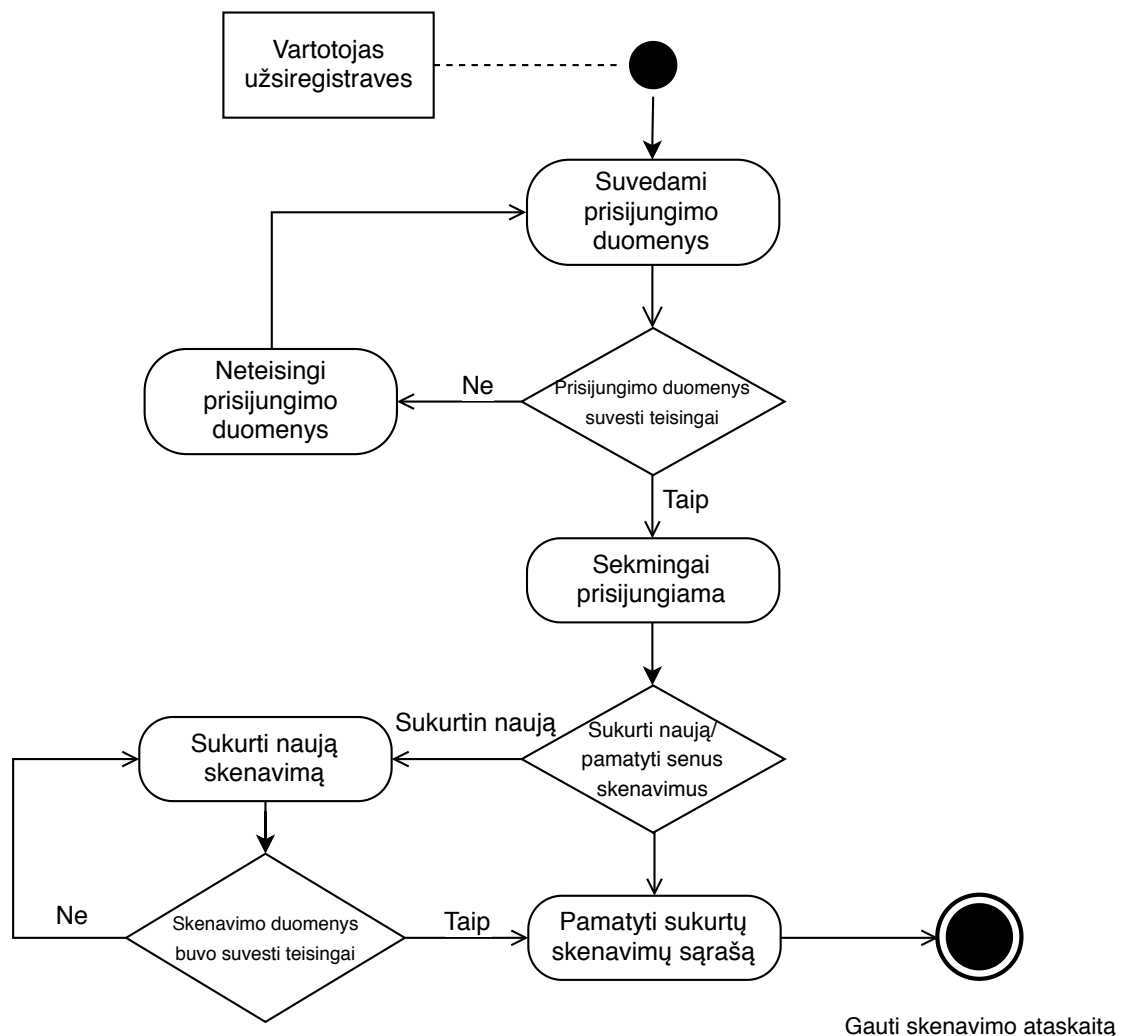 Vartotojas
užsiregistraves
Suvedami
prisijungimo
duomenys
Neteisingi
prisijungimo
duomenys
Ne
Prisijungimo duomenys
suvesti teisingai
Taip
Sekmingai
prisijungiama
Sukurtin naują
Sukurti naują/
pamatyti senus
skenavimus
Sukurti naują
skenavimą
Ne
Skenavimo duomenys
buvo suvesti teisingai
Taip
Pamatyti sukurtų
skenavimų sąrašą
Gauti skenavimo ataskaitą